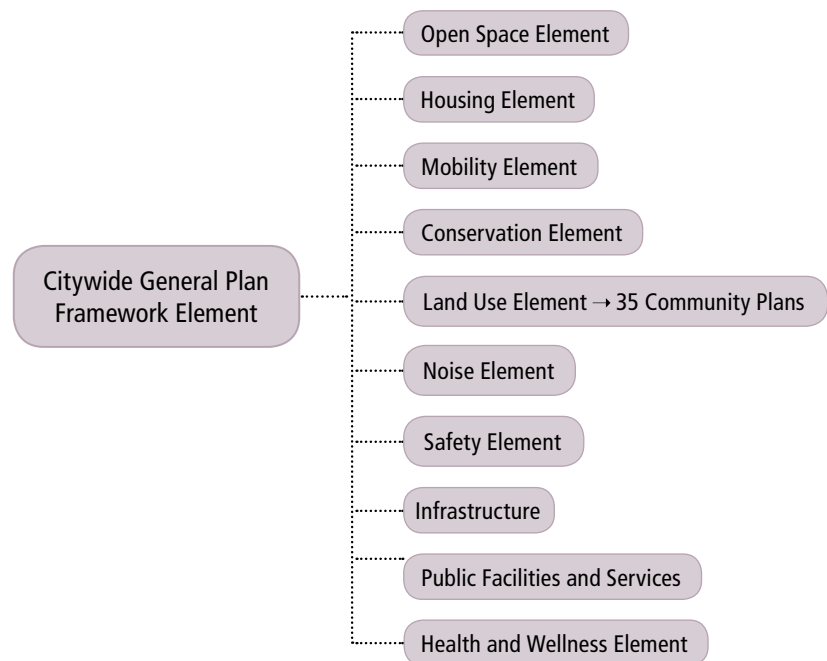 Citywide General Plan
Framework Element
Open Space Element
Housing Element
Mobility Element
Conservation Element
Land Use Element → 35 Community Plans
Noise Element
Safety Element
Infrastructure
Public Facilities and Services
Health and Wellness Element